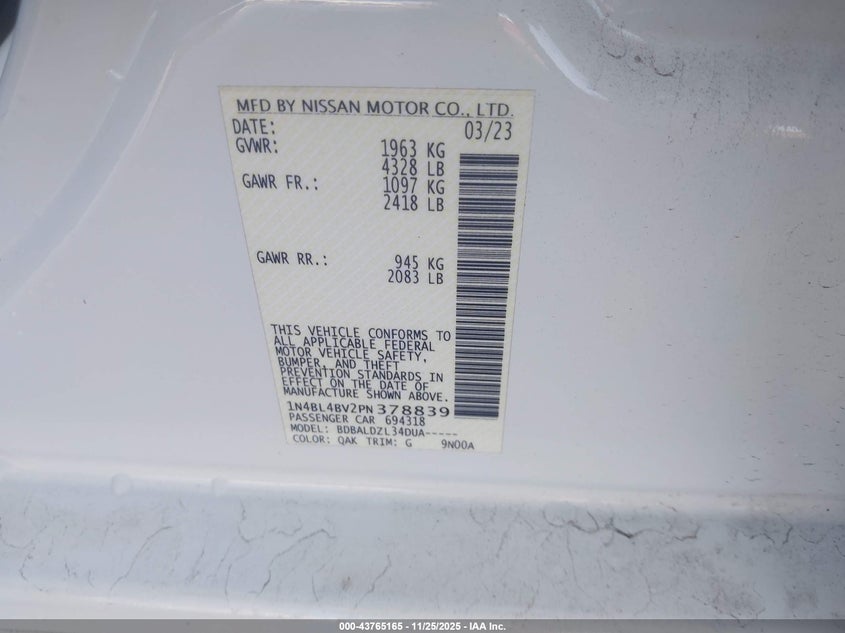 MFD BY NISSAN MOTOR CO., LTD.
DATE: 03/23
GVWR: 1963 KG
4328 LB
GAWR FR.: 1097 KG
2418 LB
GAWR RR.: 945 KG
2083 LB
THIS VEHICLE CONFORMS TO
ALL APPLICABLE FEDERAL
MOTOR VEHICLE SAFETY,
BUMPER, AND THEFT
PREVENTION STANDARDS IN
EFFECT ON THE DATE OF
MANUFACTURE SHOWN ABOVE.
1N4BL4BV2PN378839
PASSENGER CAR 694318
MODEL: BDBALDZL34DUA-----
COLOR: QAK TRIM: G 9N00A
000-43765165 - 11/25/2025 - IAA Inc.